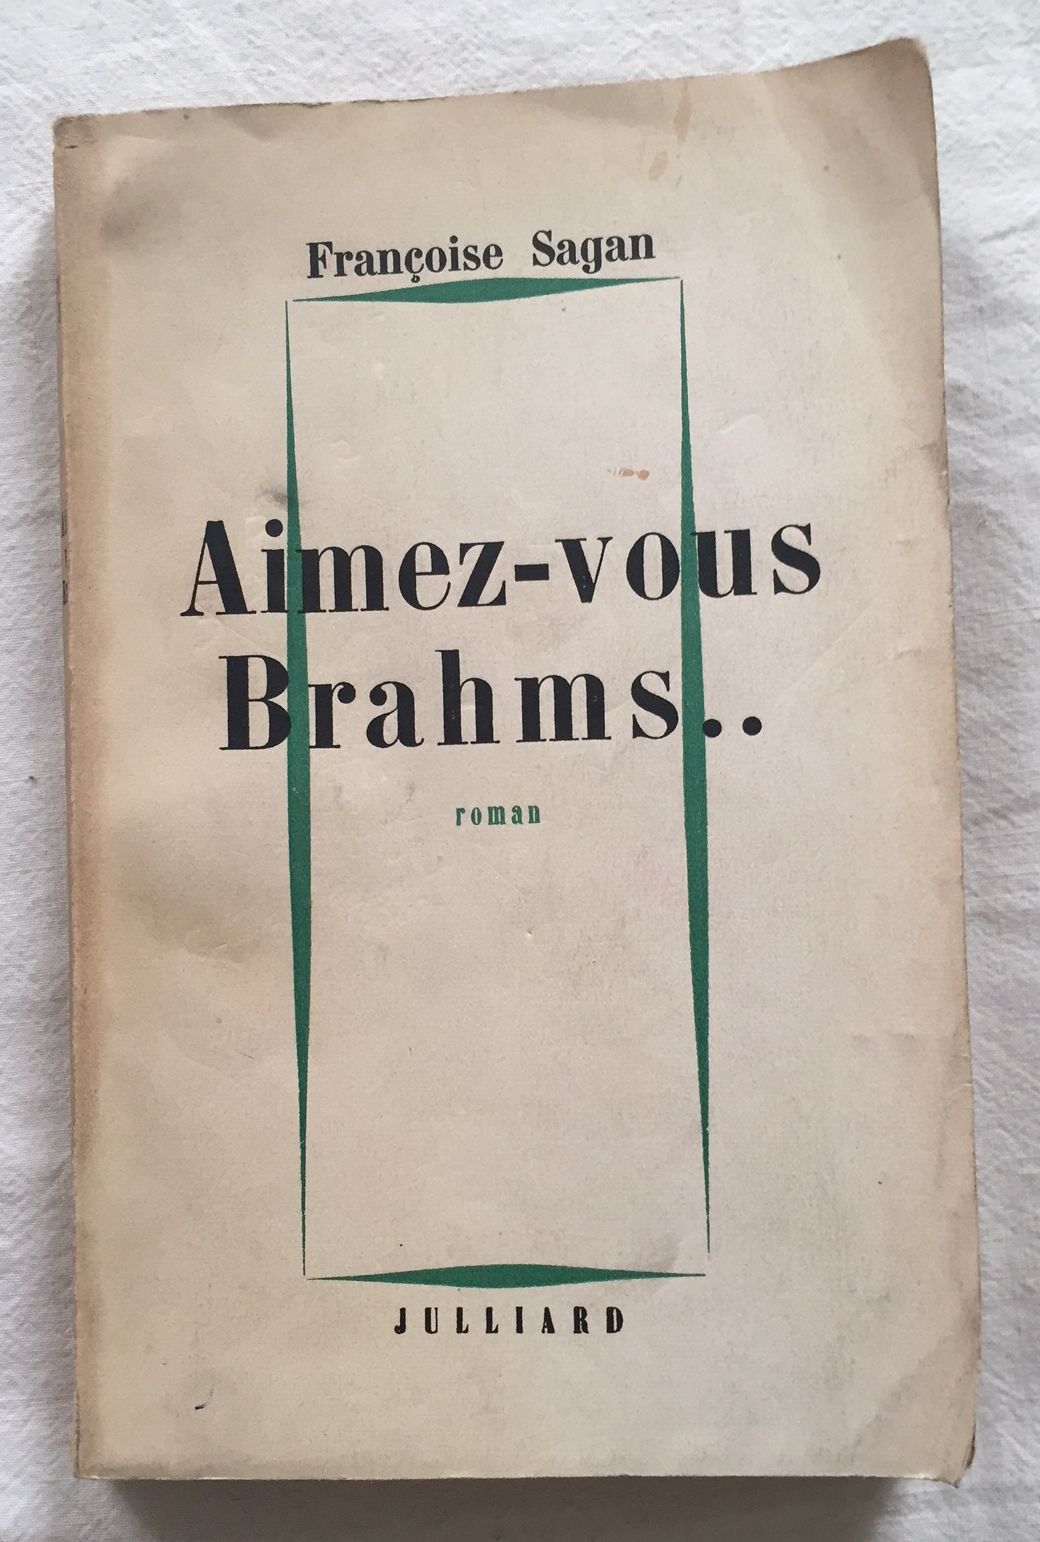 Françoise Sagan
Aimez-vous
Brahms..
roman
JULLIARD